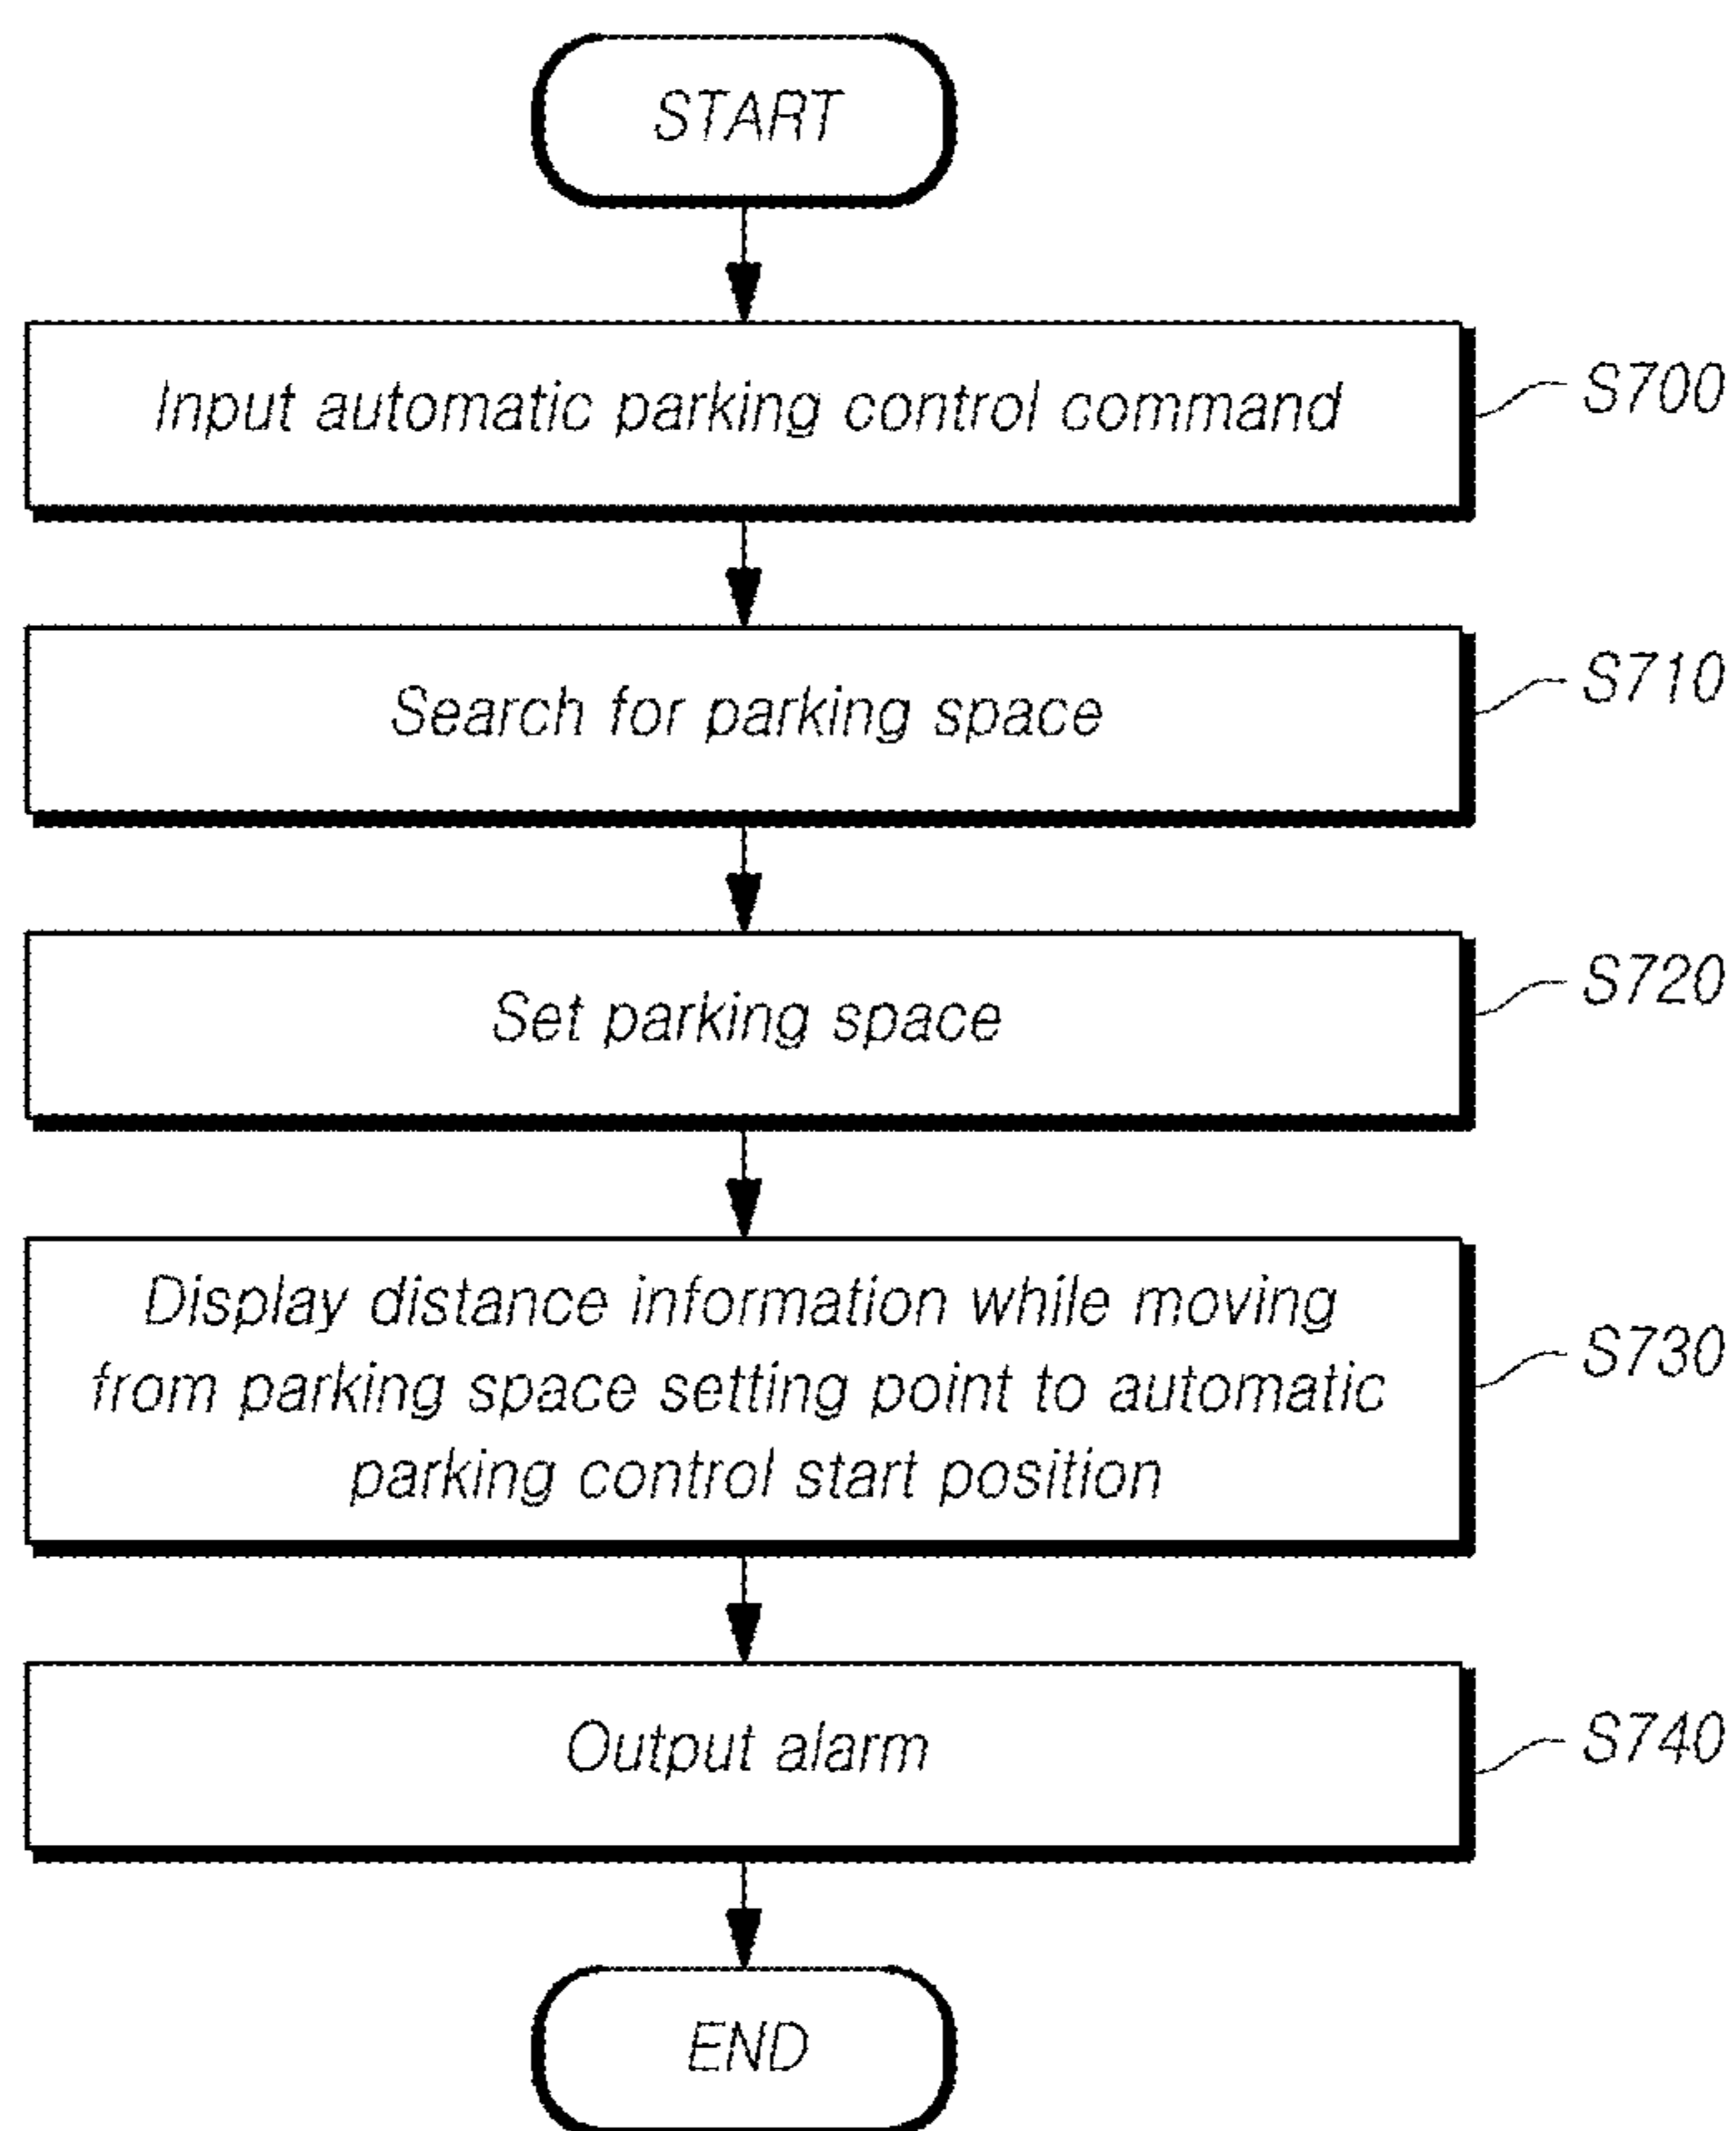 START
Input automatic parking control command
S700
Search for parking space
S710
Set parking space
S720
Display distance information while moving
from parking space setting point to automatic
parking control start position
S730
Output alarm
S740
END